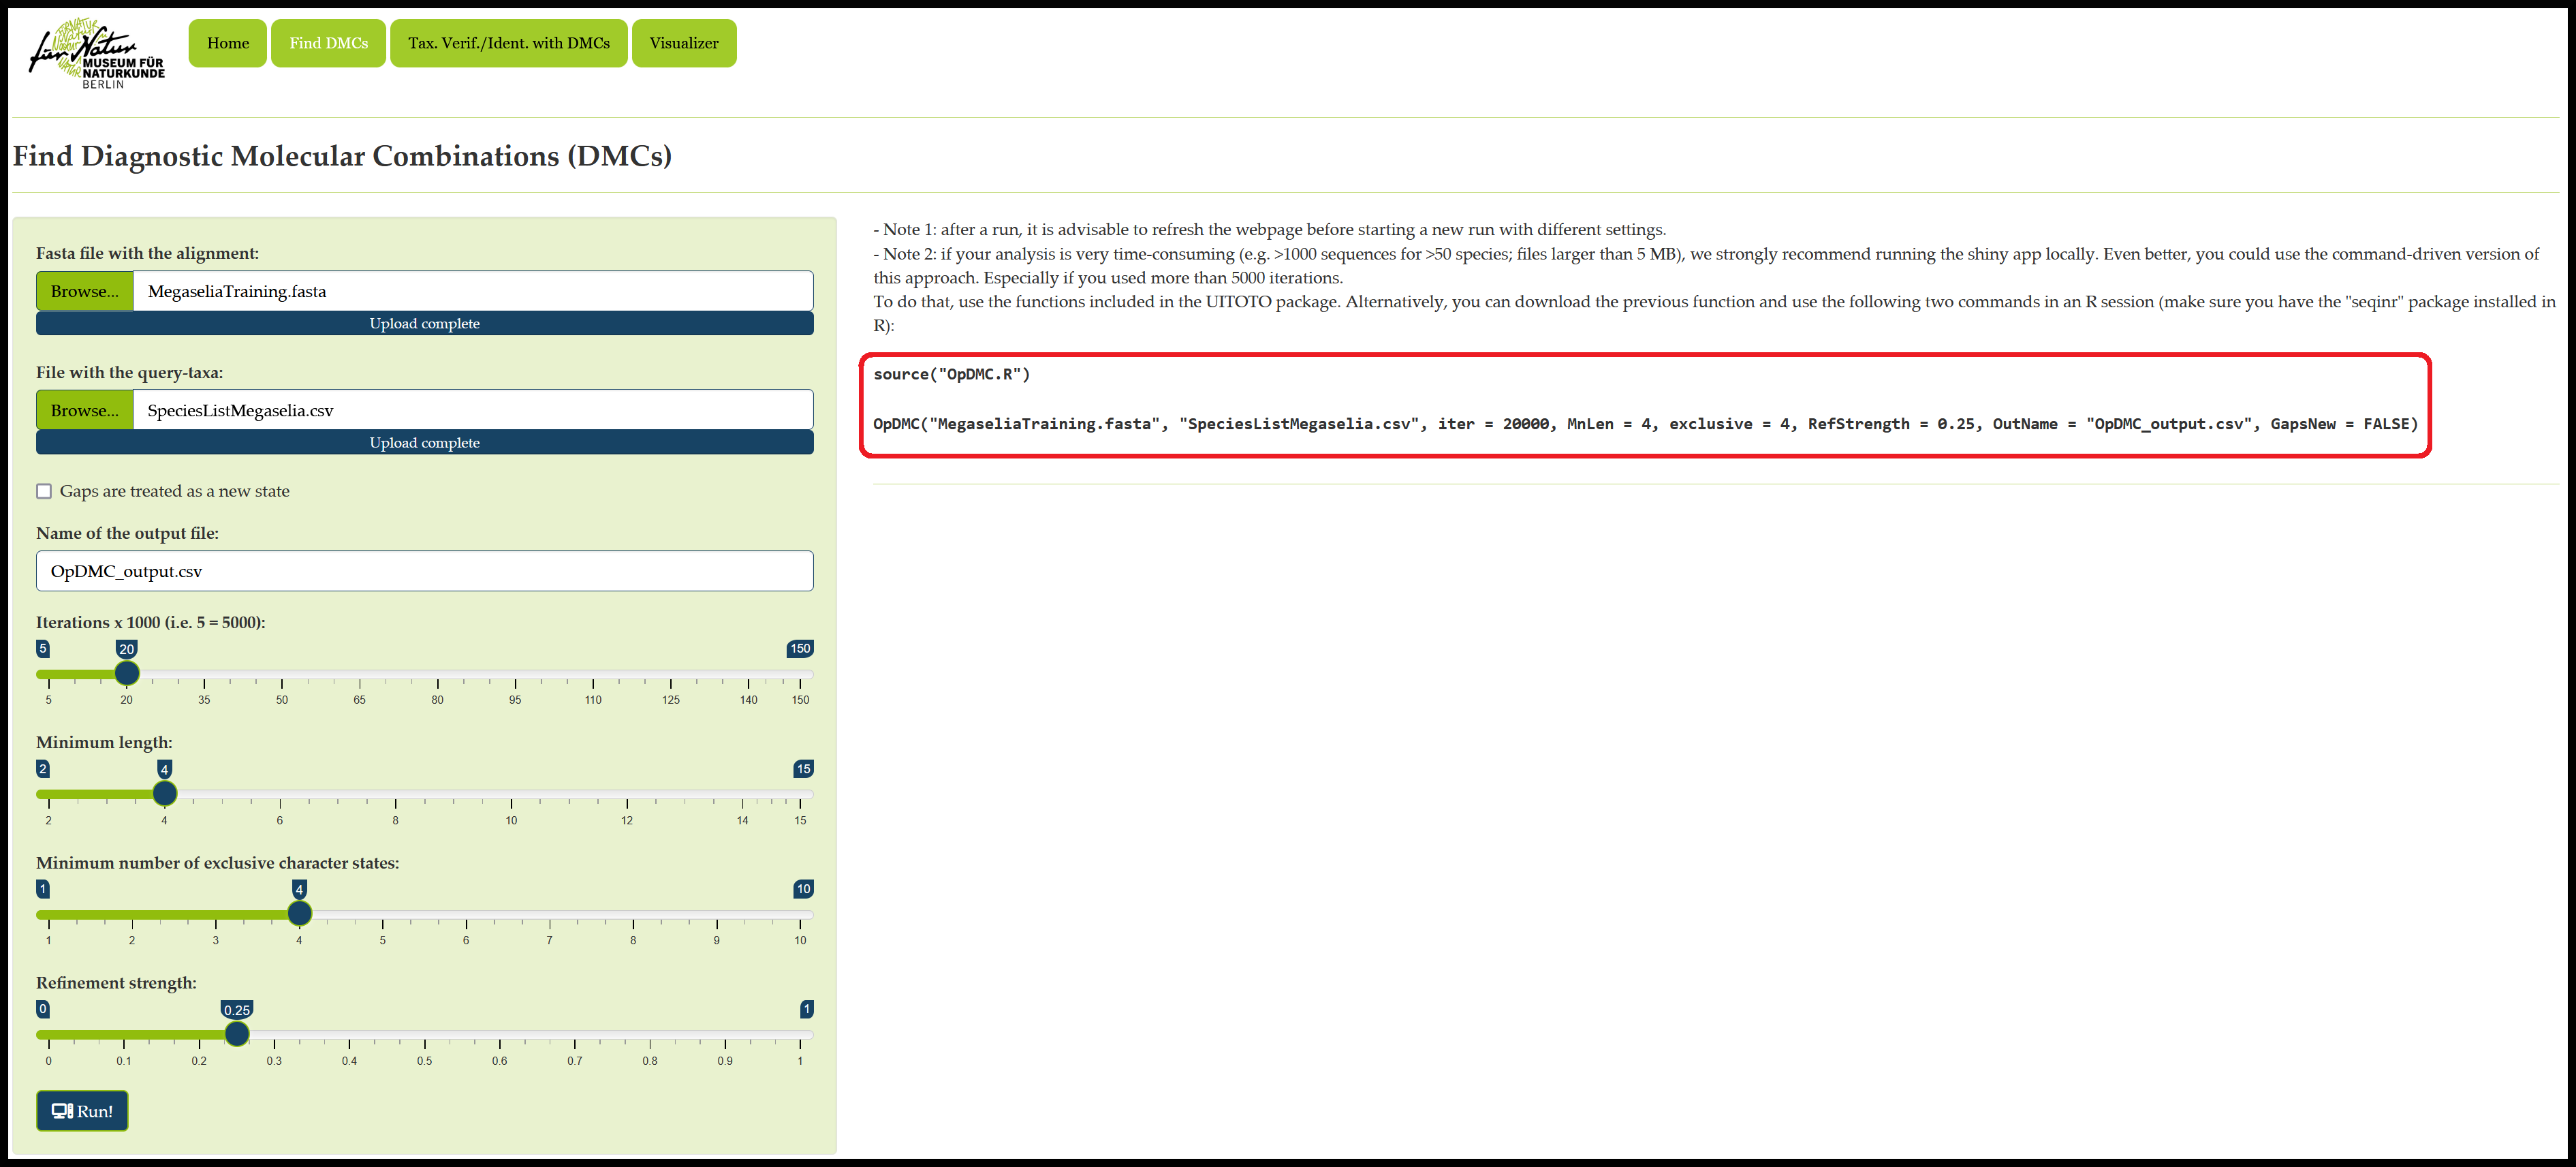 für Natur
MUSEUM FÜR
NATURKUNDE
BERLIN
Home
Find DMCs
Tax. Verif./Ident. with DMCs
Visualizer
Find Diagnostic Molecular Combinations (DMCs)
Fasta file with the alignment:
Browse... MegaseliaTraining.fasta
Upload complete
File with the query-taxa:
Browse... SpeciesListMegaselia.csv
Upload complete
Gaps are treated as a new state
Name of the output file:
OpDMC_output.csv
Iterations x 1000 (i.e. 5 = 5000):
5 20 150
5 20 35 50 65 80 95 110 125 140 150
Minimum length:
2 4 15
2 4 6 8 10 12 14 15
Minimum number of exclusive character states:
1 4 10
1 2 3 4 5 6 7 8 9 10
Refinement strength:
0 0.25 1
0 0.1 0.2 0.3 0.4 0.5 0.6 0.7 0.8 0.9 1
Run!
- Note 1: after a run, it is advisable to refresh the webpage before starting a new run with different settings.
- Note 2: if your analysis is very time-consuming (e.g. >1000 sequences for >50 species; files larger than 5 MB), we strongly recommend running the shiny app locally. Even better, you could use the command-driven version of
this approach. Especially if you used more than 5000 iterations.
To do that, use the functions included in the UITOTO package. Alternatively, you can download the previous function and use the following two commands in an R session (make sure you have the "seqinr" package installed in
R):
source("OpDMC.R")
OpDMC("MegaseliaTraining.fasta", "SpeciesListMegaselia.csv", iter = 20000, MnLen = 4, exclusive = 4, RefStrength = 0.25, OutName = "OpDMC_output.csv", GapsNew = FALSE)